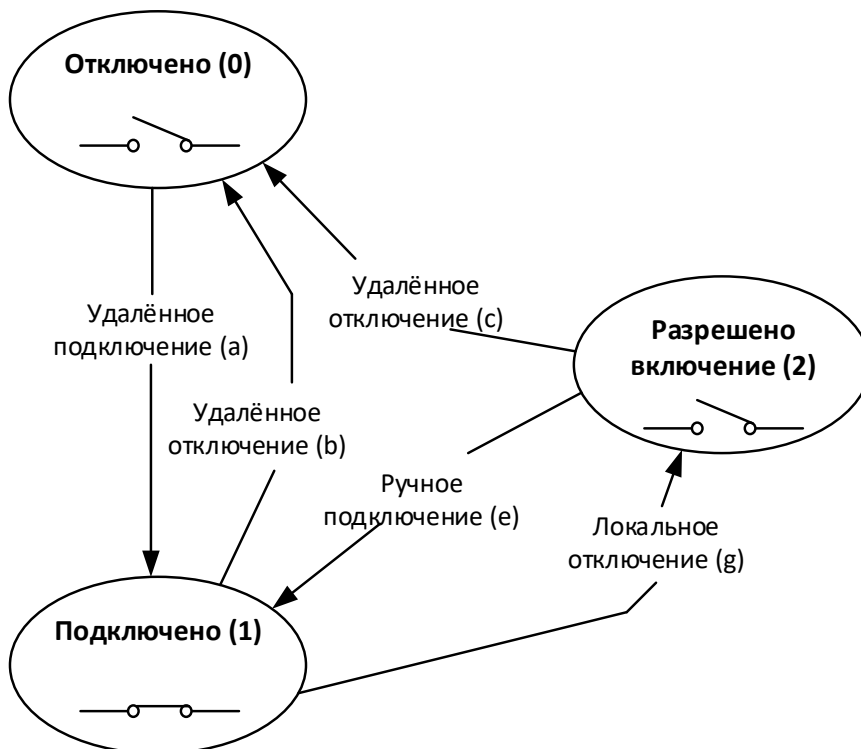 Отключено (0)
Удалённое
подключение (a)
Удалённое
отключение (c)
Разрешено
включение (2)
Удалённое
отключение (b)
Ручное
подключение (e)
Локальное
отключение (g)
Подключено (1)